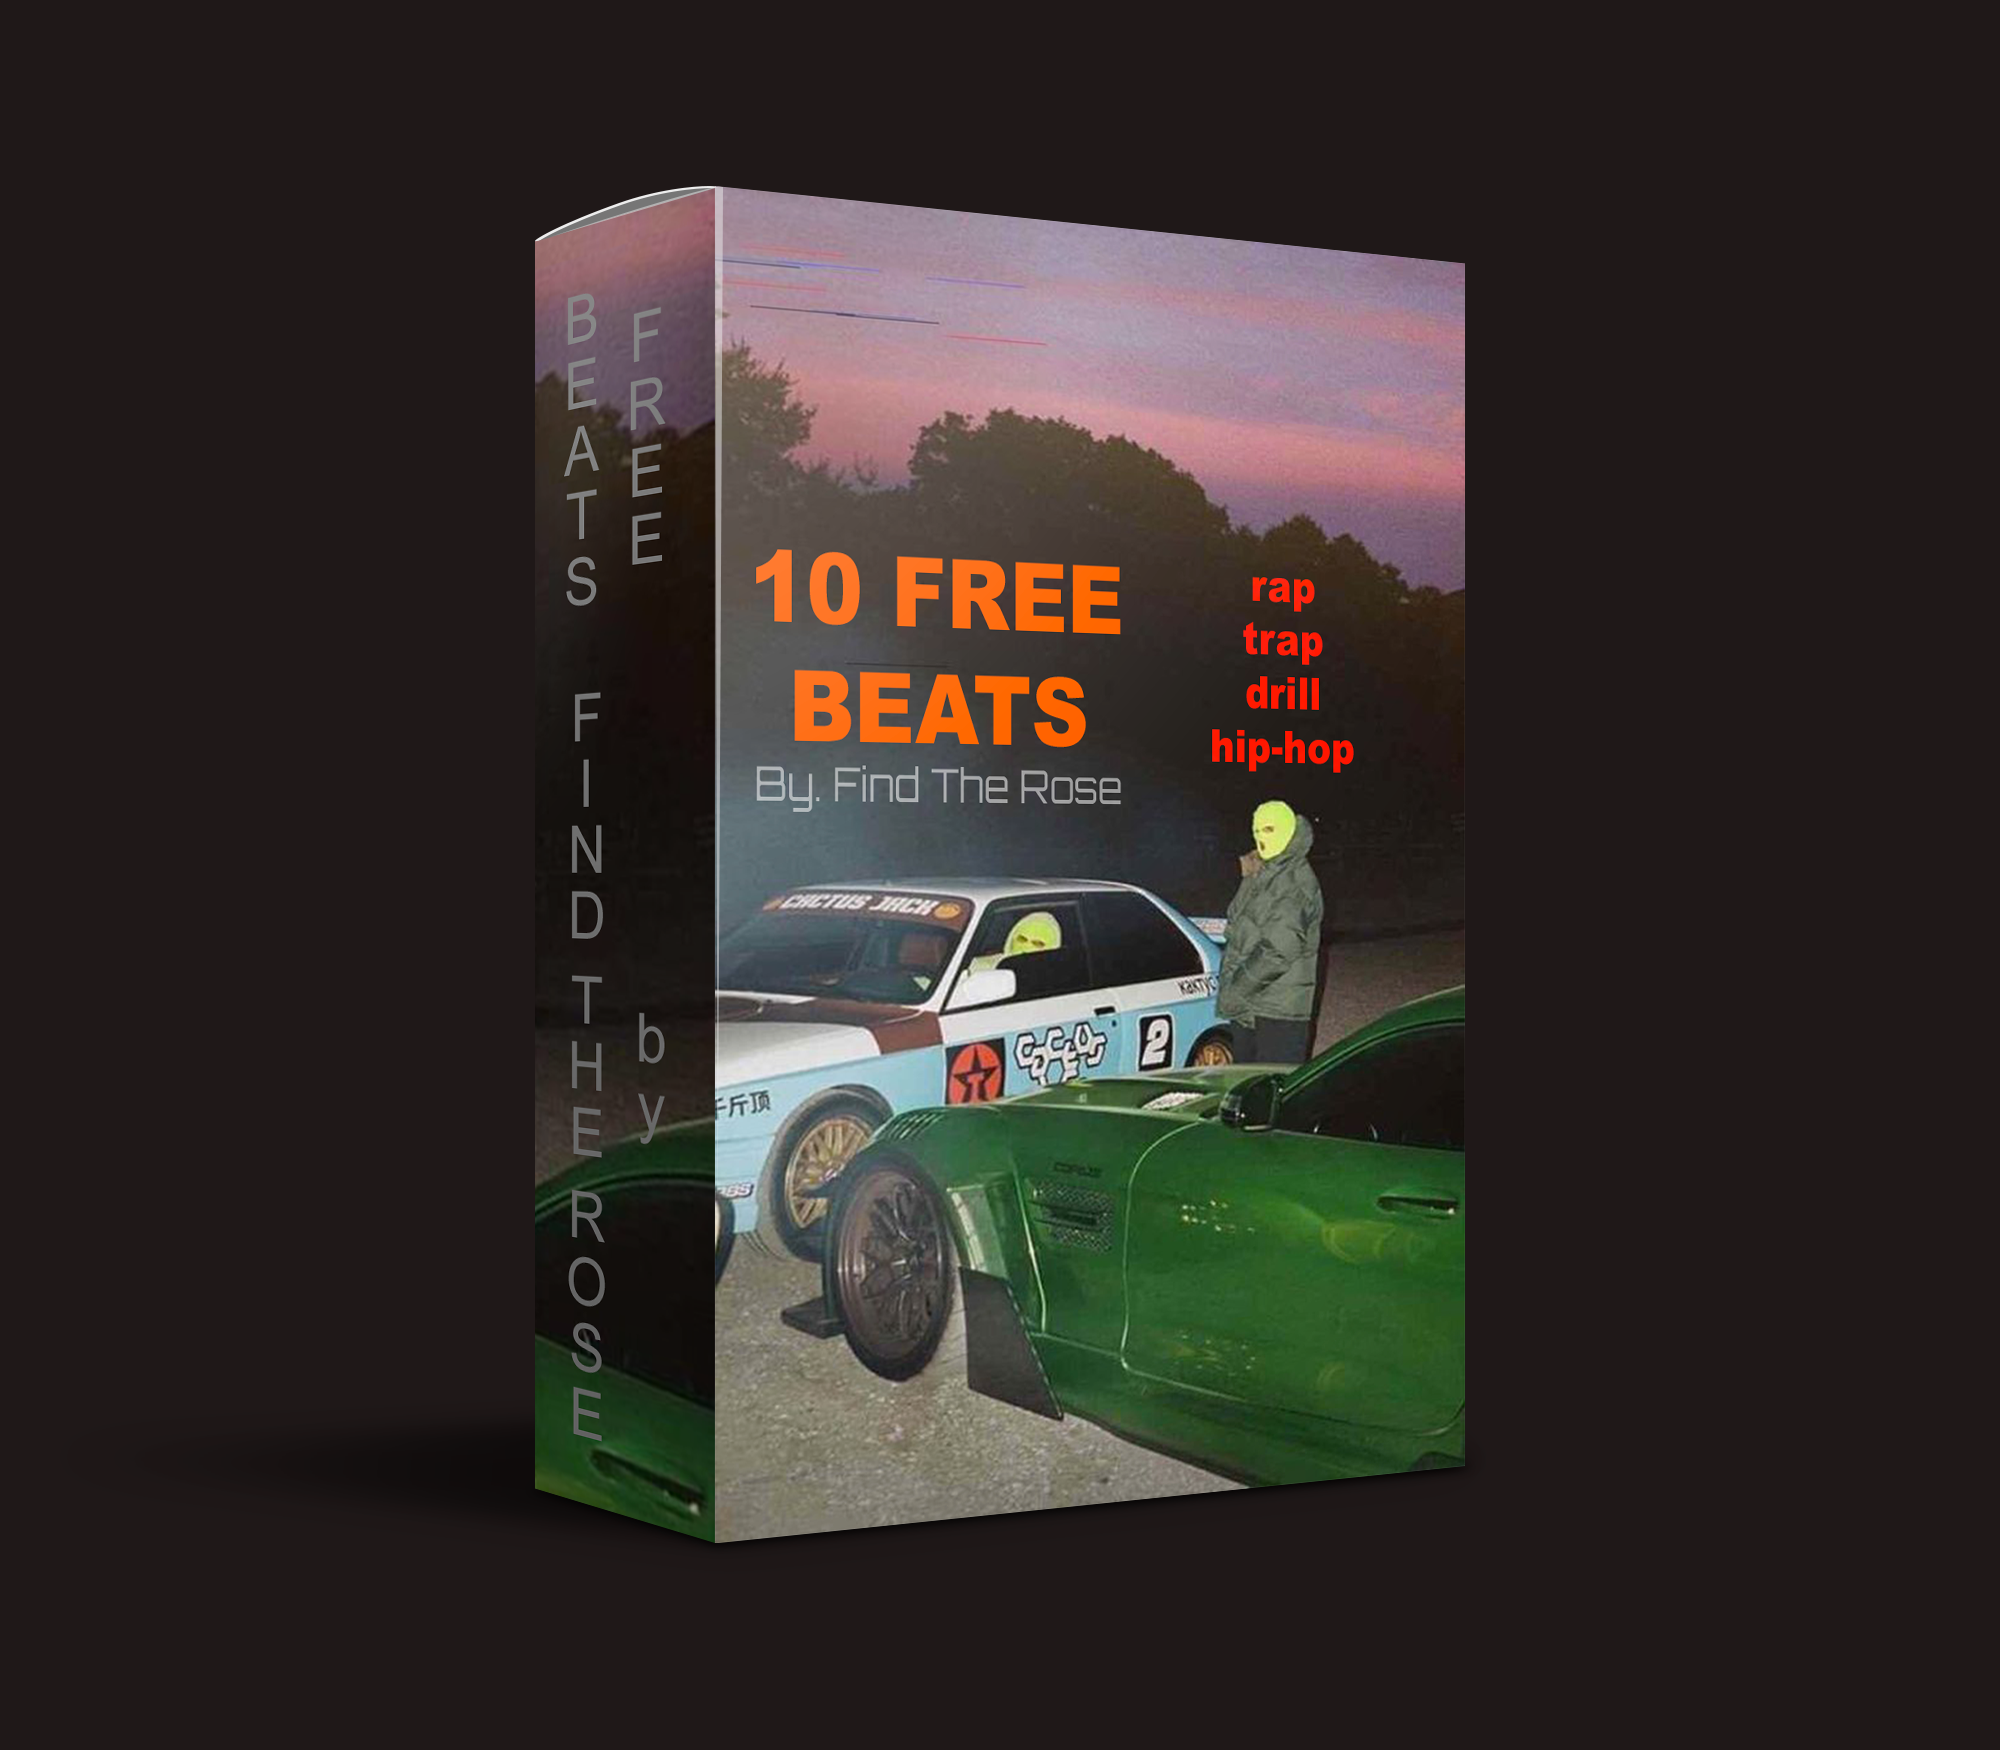 FREE
BEATS
by
FIND THE ROSE
10 FREE
BEATS
By. Find The Rose
rap
trap
drill
hip-hop
CACTUS JACK
кактус
2
千斤顶